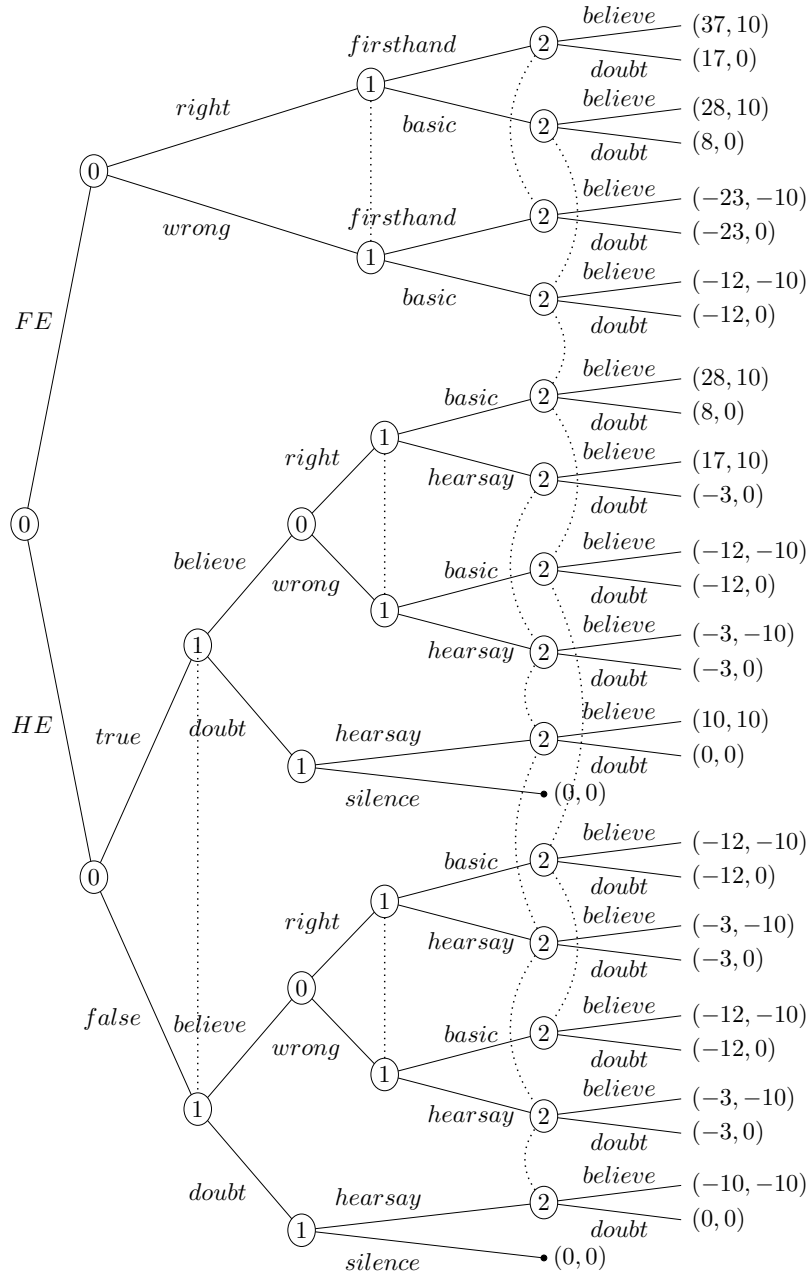 believe
firsthand
2
(37, 10)
doubt
(17, 0)
right
1
believe
basic
2
(28, 10)
doubt
(8, 0)
0
believe
firsthand
2
(−23, −10)
wrong
doubt
(−23, 0)
1
believe
basic
2
(−12, −10)
doubt
(−12, 0)
FE
believe
basic
2
(28, 10)
doubt
(8, 0)
right
1
believe
hearsay
2
(17, 10)
doubt
(−3, 0)
0
0
believe
believe
wrong
basic
2
(−12, −10)
doubt
(−12, 0)
1
believe
hearsay
2
(−3, −10)
doubt
(−3, 0)
1
HE
true
doubt
believe
hearsay
2
(10, 10)
doubt
(0, 0)
1
silence
(0, 0)
0
believe
basic
2
(−12, −10)
doubt
(−12, 0)
right
1
believe
hearsay
2
(−3, −10)
doubt
(−3, 0)
0
false
believe
believe
wrong
basic
2
(−12, −10)
doubt
(−12, 0)
1
believe
hearsay
2
(−3, −10)
doubt
(−3, 0)
1
doubt
believe
hearsay
2
(−10, −10)
doubt
(0, 0)
1
silence
(0, 0)